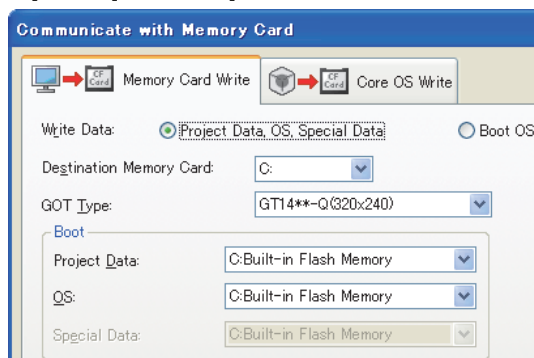 Communicate with Memory Card
CF Card Memory Card Write CF Card Core OS Write
Write Data: Project Data, OS, Special Data Boot OS
Destination Memory Card: C:
GOT Type: GT14**-Q(320x240)
Boot
Project Data: C:Built-in Flash Memory
OS: C:Built-in Flash Memory
Special Data: C:Built-in Flash Memory